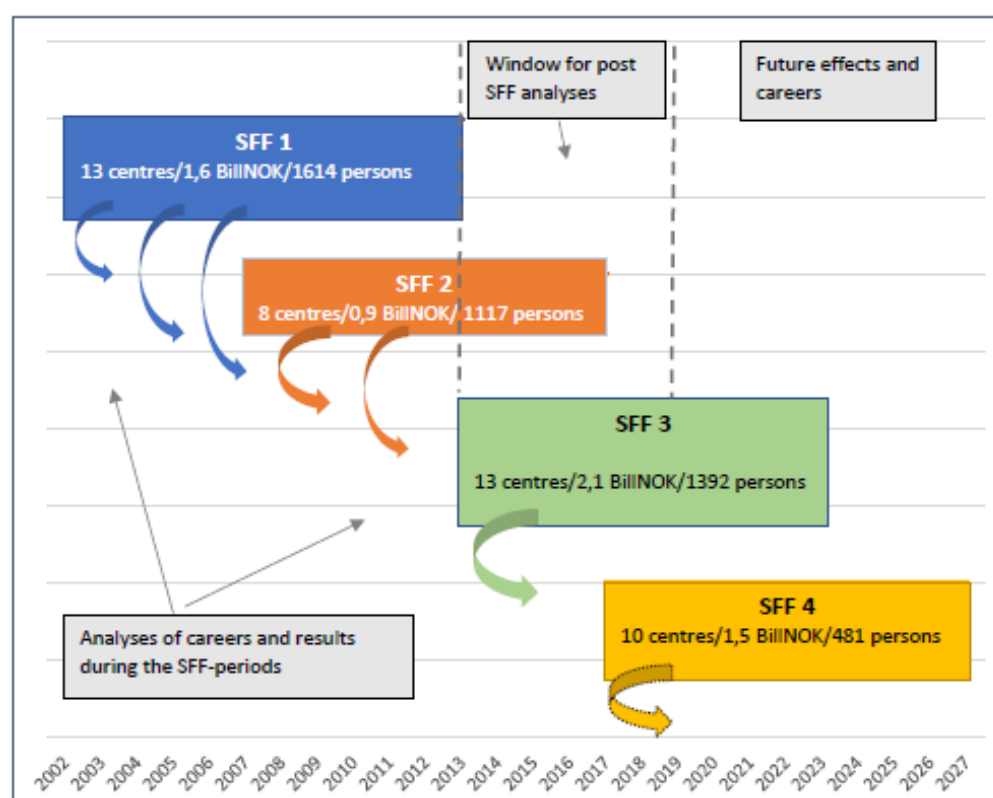 Window for post
SFF analyses
Future effects and
careers
SFF 1
13 centres/1,6 BillNOK/1614 persons
SFF 2
8 centres/0,9 BillNOK/ 1117 persons
SFF 3
13 centres/2,1 BillNOK/1392 persons
SFF 4
10 centres/1,5 BillNOK/481 persons
Analyses of careers and results
during the SFF-periods
2002 2003 2004 2005 2006 2007 2008 2009 2010 2011 2012 2013 2014 2015 2016 2017 2018 2019 2020 2021 2022 2023 2024 2025 2026 2027